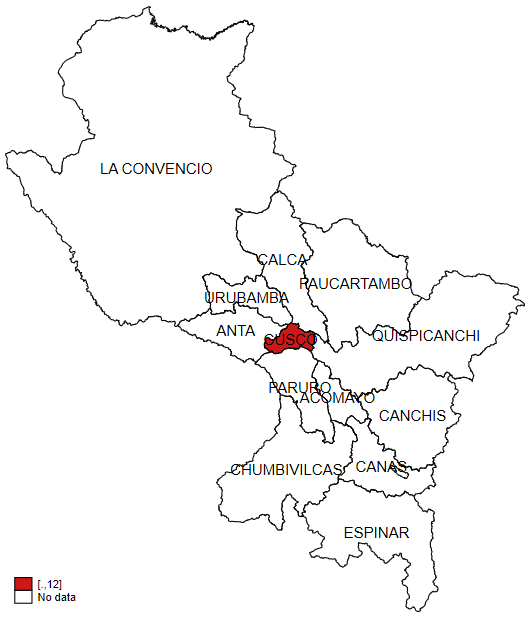 LA CONVENCIO
CALCA
PAUCARTAMBO
URUBAMBA
ANTA
CUSCO
QUISPICANCHI
PARURO
ACOMAYO
CANCHIS
CHUMBIVILCAS
CANAS
ESPINAR
[.,12]
No data